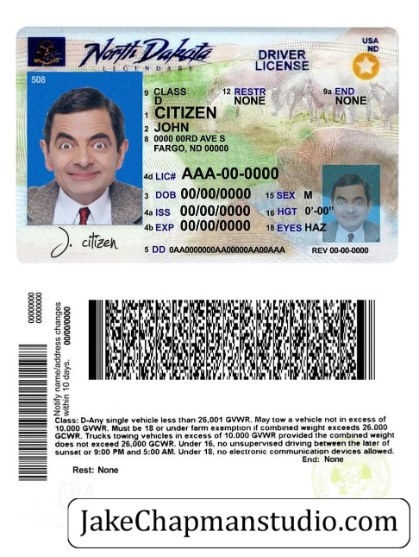 North Dakota
LEGENDARY
DRIVER
LICENSE
USA
ND
508
9 CLASS
D
12 RESTR
NONE
9a END
NONE
1 CITIZEN
2 JOHN
8 0000 00RD AVE S
FARGO, ND 00000
4d LIC# AAA-00-0000
3 DOB 00/00/0000 15 SEX M
4a ISS 00/00/0000 16 HGT 0'-00"
4b EXP 00/00/0000 18 EYES HAZ
J. citizen
5 DD 0AA0000000AA00000AA00AAA
REV 00-00-0000
00000000
00000000
Notify name/address changes
within 10 days. 00/00/0000
Class: D-Any single vehicle less than 26,001 GVWR. May tow a vehicle not in excess of
10.000 GVWR. Must be 18 or under farm exemption if combined weight exceeds 26.000
GCWR. Trucks towing vehicles in excess of 10.000 GVWR provided the combined weight
does not exceed 26,000 GCWR. Under 16, no unsupervised driving between the later of
sunset or 9:00 PM and 5:00 AM. Under 18, no electronic communication devices allowed.
End: None
Rest: None
JakeChapmanstudio.com